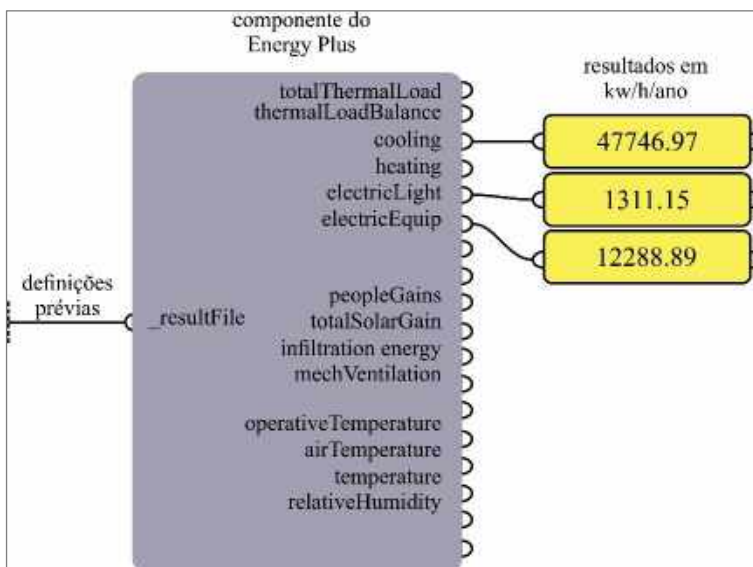 componente do
Energy Plus
resultados em
kw/h/ano
totalThermalLoad
thermalLoadBalance
cooling
47746.97
heating
electricLight
1311.15
electricEquip
12288.89
definições
prévias
_resultFile
peopleGains
totalSolarGain
infiltration energy
mechVentilation
operativeTemperature
airTemperature
temperature
relativeHumidity